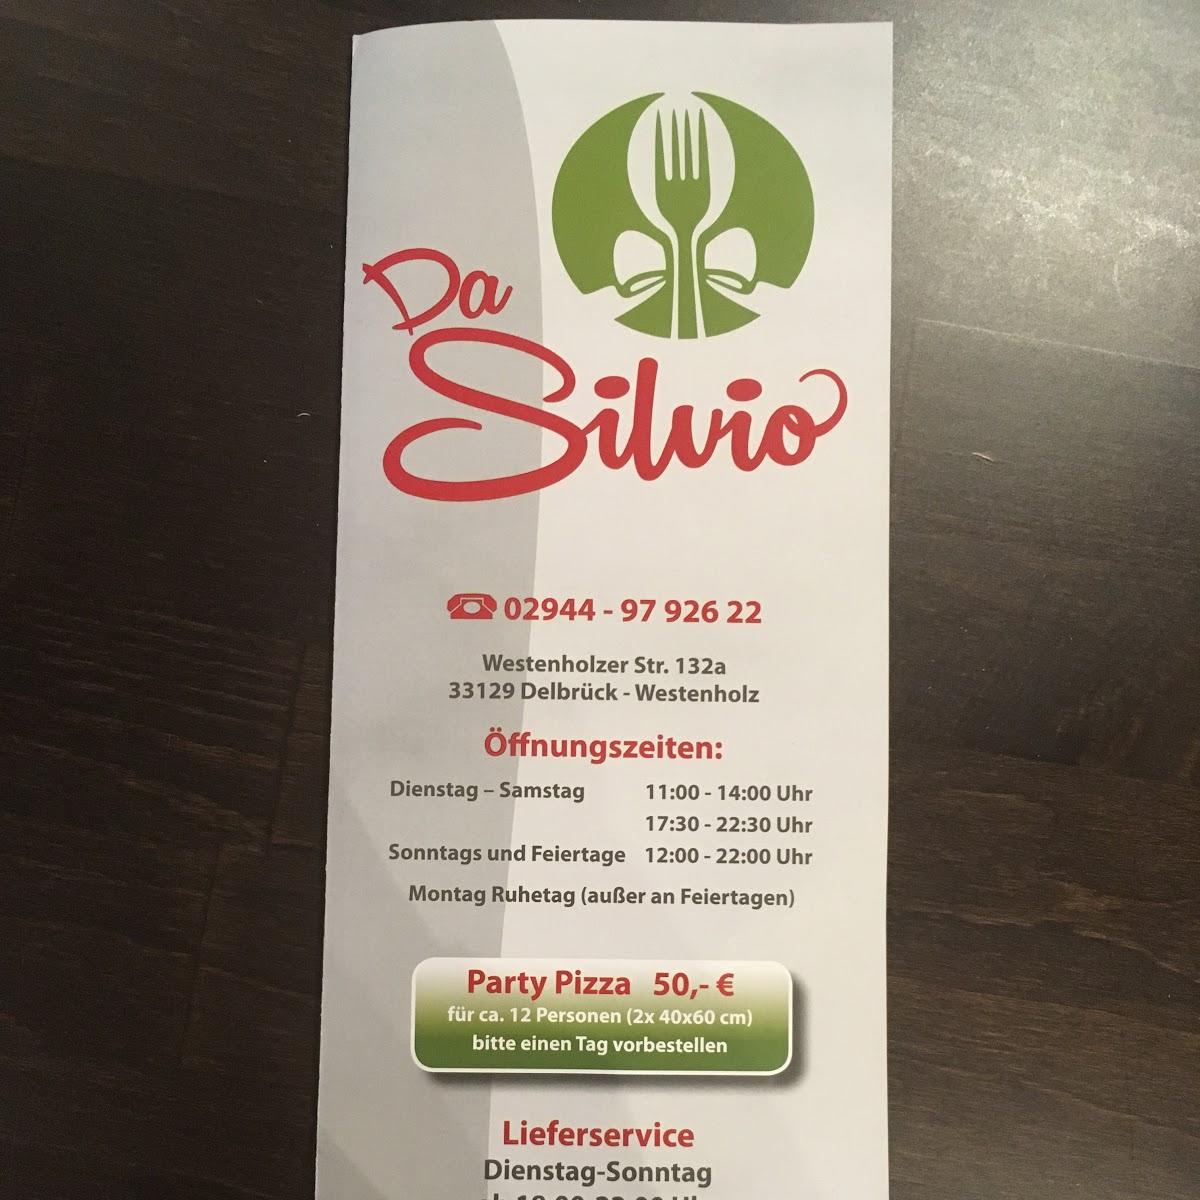 Da
Silvio
02944 - 97 926 22
Westenholzer Str. 132a
33129 Delbrück - Westenholz
Öffnungszeiten:
Dienstag – Samstag 11:00 - 14:00 Uhr
17:30 - 22:30 Uhr
Sonntags und Feiertage 12:00 - 22:00 Uhr
Montag Ruhetag (außer an Feiertagen)
Party Pizza 50,- €
für ca. 12 Personen (2x 40x60 cm)
bitte einen Tag vorbestellen
Lieferservice
Dienstag-Sonntag